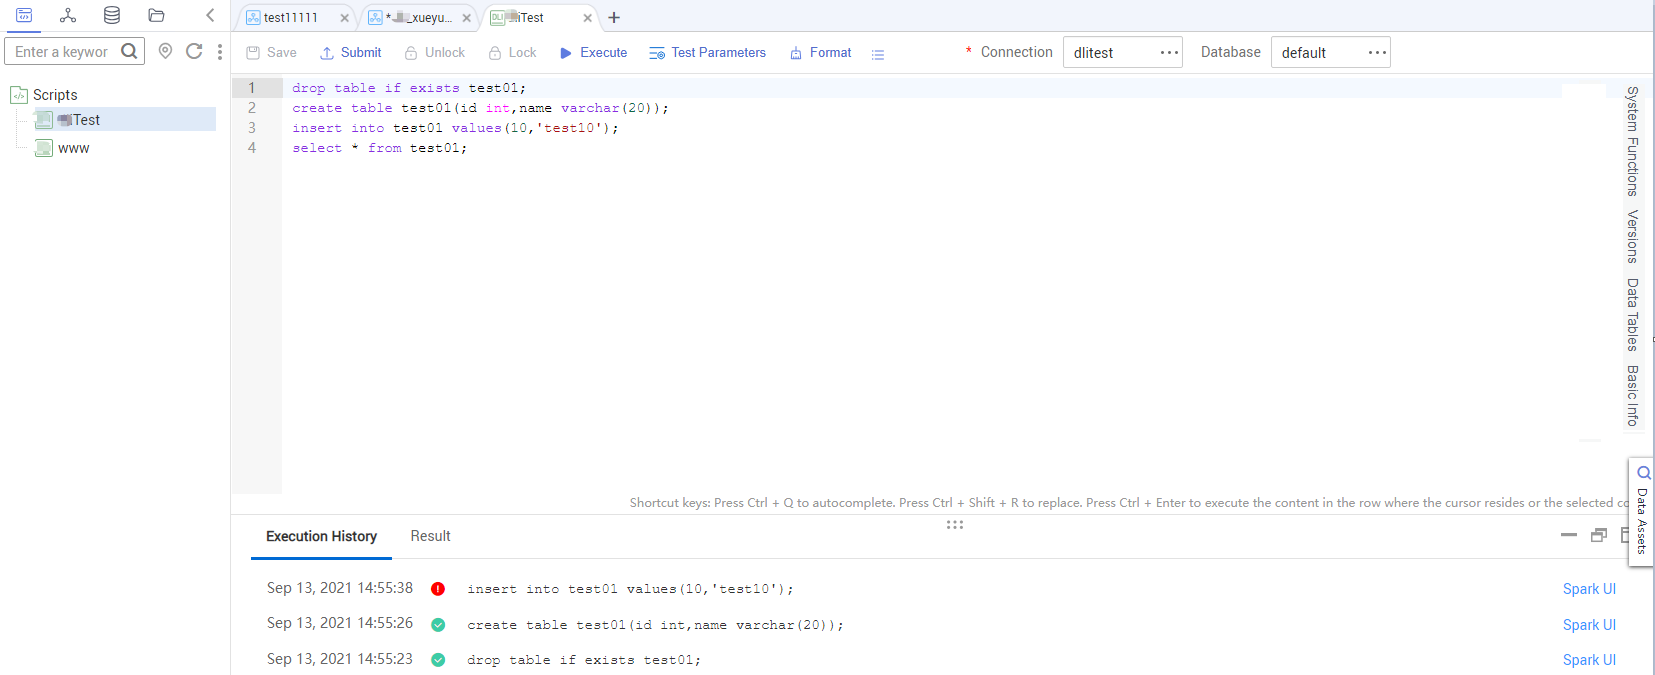 test11111
_xueyu...
iTest
Enter a keywor
Save
Submit
Unlock
Lock
Execute
Test Parameters
Format
* Connection
dlitest
Database
default
Scripts
iTest
www
1 drop table if exists test01;
2 create table test01(id int,name varchar(20));
3 insert into test01 values(10,'test10');
4 select * from test01;
System Functions
Versions
Data Tables
Basic Info
Data Assets
Shortcut keys: Press Ctrl + Q to autocomplete. Press Ctrl + Shift + R to replace. Press Ctrl + Enter to execute the content in the row where the cursor resides or the selected co
Execution History
Result
Sep 13, 2021 14:55:38 insert into test01 values(10,'test10'); Spark UI
Sep 13, 2021 14:55:26 create table test01(id int,name varchar(20)); Spark UI
Sep 13, 2021 14:55:23 drop table if exists test01; Spark UI